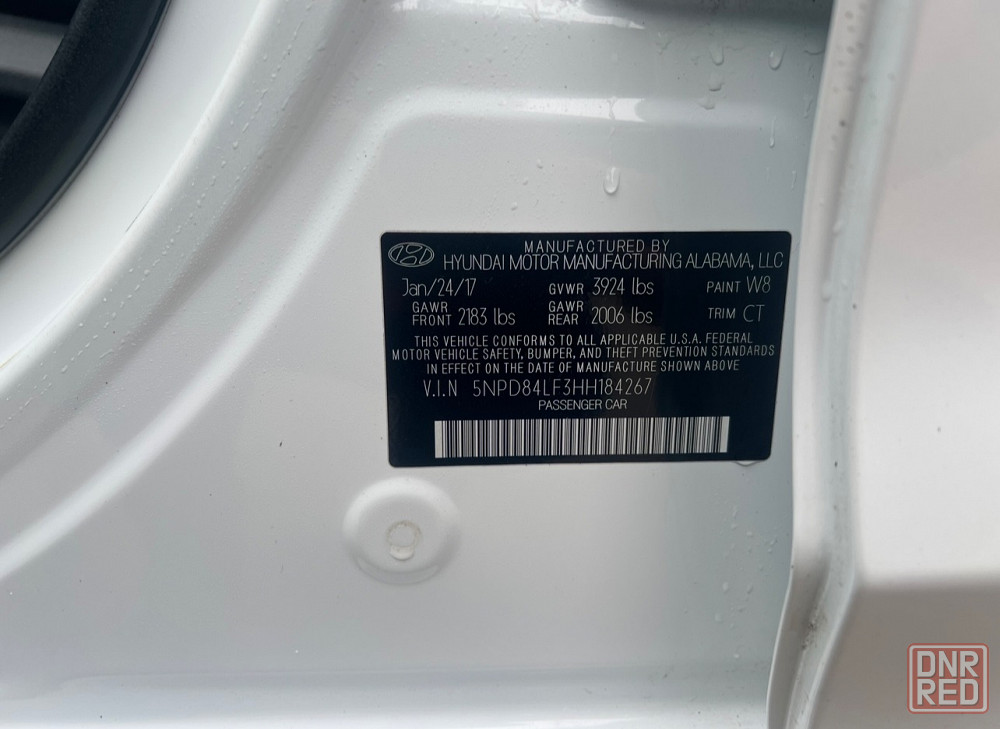 MANUFACTURED BY
HYUNDAI MOTOR MANUFACTURING ALABAMA, LLC
Jan/24/17 GVWR 3924 lbs PAINT W8
GAWR FRONT 2183 lbs GAWR REAR 2006 lbs TRIM CT
THIS VEHICLE CONFORMS TO ALL APPLICABLE U.S.A. FEDERAL
MOTOR VEHICLE SAFETY, BUMPER, AND THEFT PREVENTION STANDARDS
IN EFFECT ON THE DATE OF MANUFACTURE SHOWN ABOVE
V.I.N 5NPD84LF3HH184267
PASSENGER CAR
DNR
RED